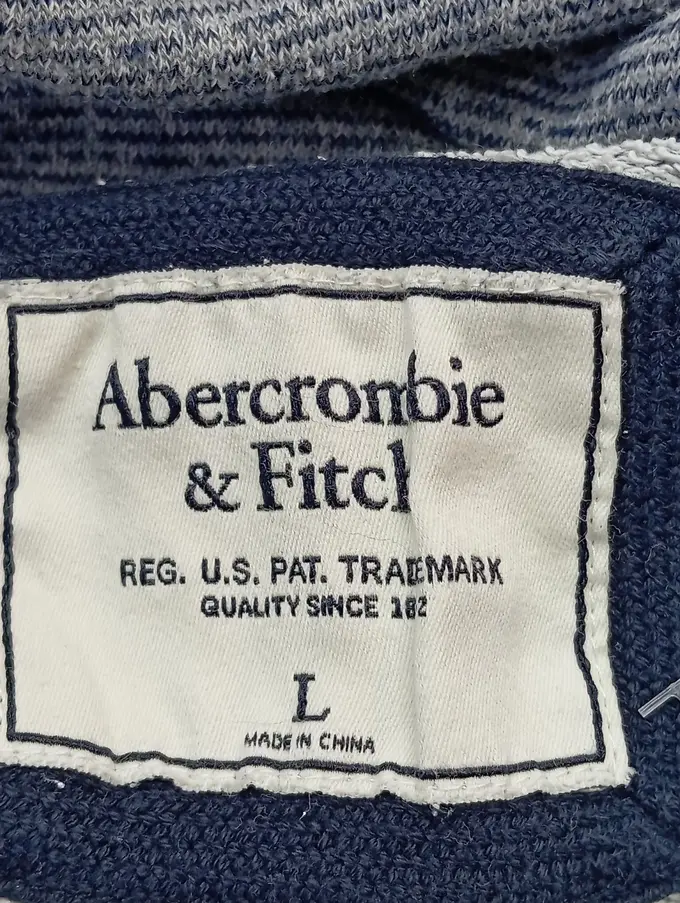 Abercrombie
& Fitch
REG. U.S. PAT. TRADEMARK
QUALITY SINCE 182
L
MADE IN CHINA